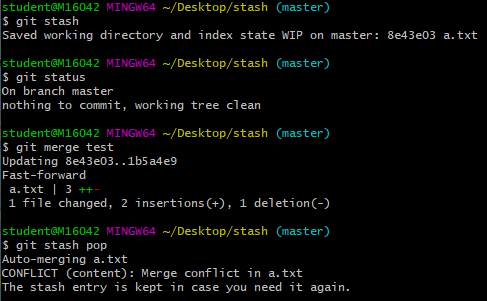 student@M16042 MINGW64 ~/Desktop/stash (master)
$ git stash
Saved working directory and index state WIP on master: 8e43e03 a.txt
student@M16042 MINGW64 ~/Desktop/stash (master)
$ git status
On branch master
nothing to commit, working tree clean
student@M16042 MINGW64 ~/Desktop/stash (master)
$ git merge test
Updating 8e43e03..1b5a4e9
Fast-forward
 a.txt | 3 ++-
 1 file changed, 2 insertions(+), 1 deletion(-)
student@M16042 MINGW64 ~/Desktop/stash (master)
$ git stash pop
Auto-merging a.txt
CONFLICT (content): Merge conflict in a.txt
The stash entry is kept in case you need it again.